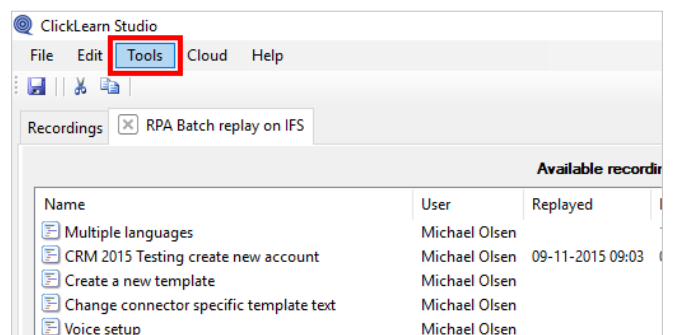 ClickLearn Studio
File Edit Tools Cloud Help
Recordings RPA Batch replay on IFS
Available recordin
Name User Replayed
Multiple languages Michael Olsen
CRM 2015 Testing create new account Michael Olsen 09-11-2015 09:03
Create a new template Michael Olsen
Change connector specific template text Michael Olsen
Voice setup Michael Olsen